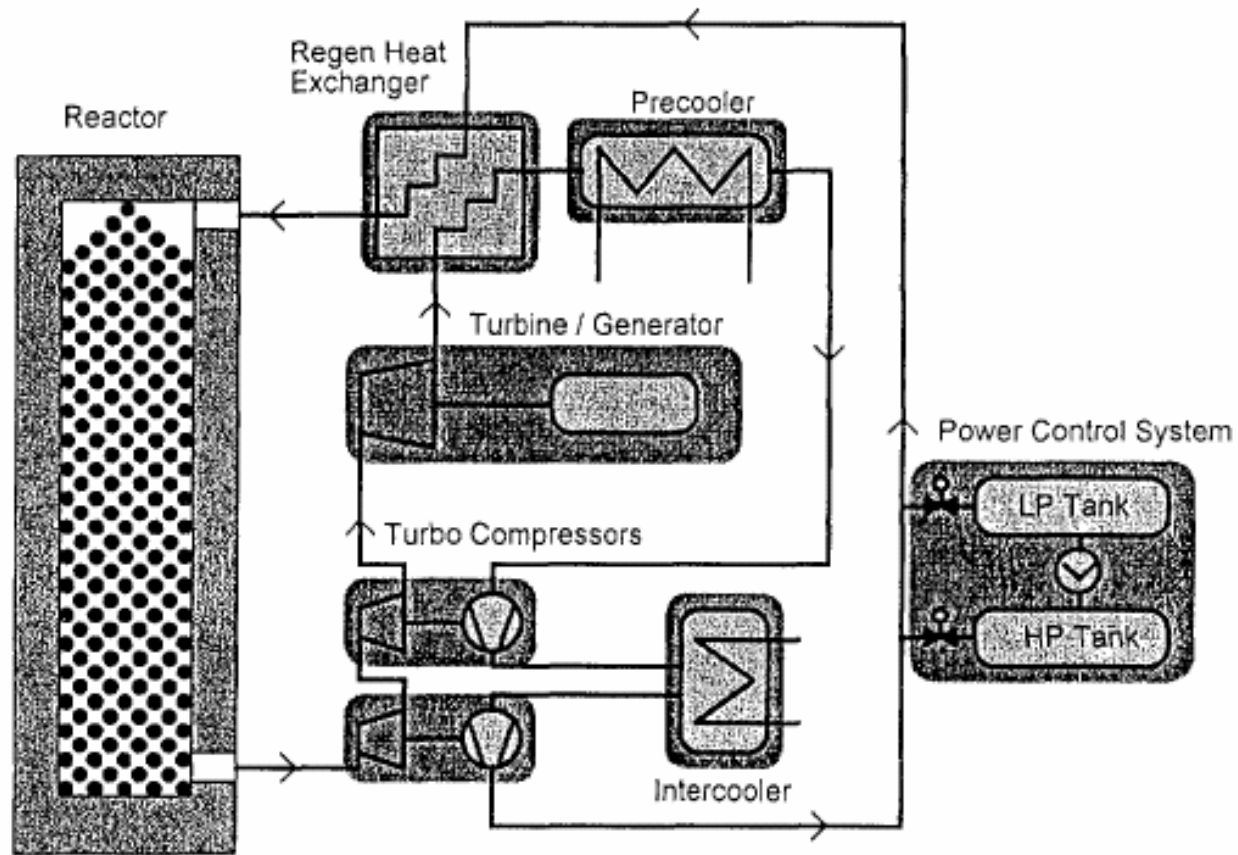 Regen Heat
Exchanger
Precooler
Reactor
Turbine / Generator
Power Control System
LP Tank
Turbo Compressors
HP Tank
Intercooler